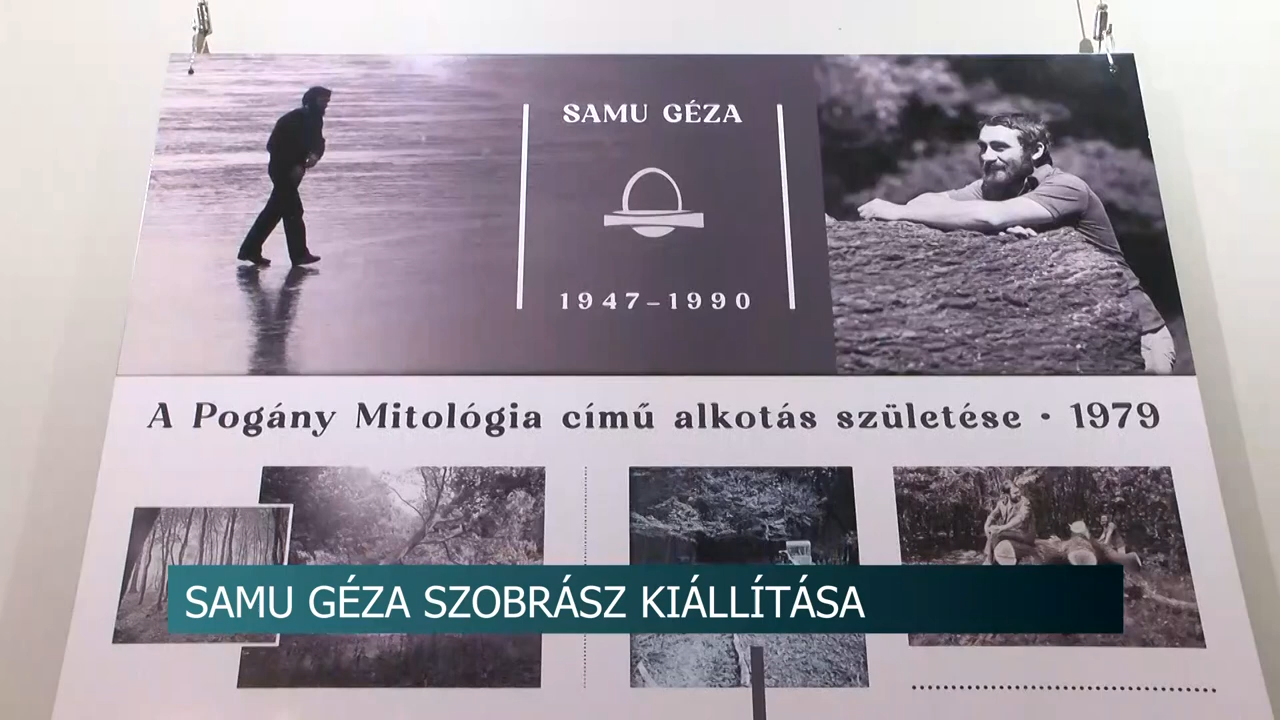 SAMU GÉZA
1947–1990
A Pogány Mitológia című alkotás születése • 1979
SAMU GÉZA SZOBRÁSZ KIÁLLÍTÁSA